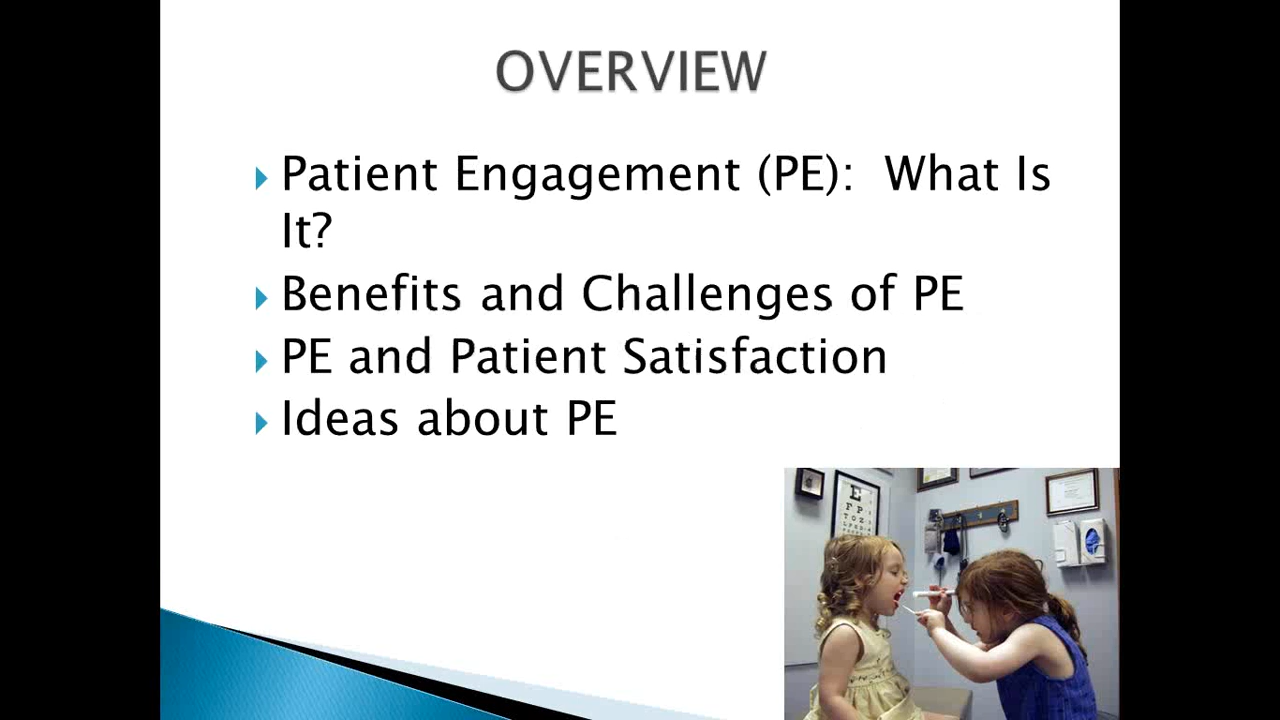 OVERVIEW
Patient Engagement (PE):  What Is
It?
Benefits and Challenges of PE
PE and Patient Satisfaction
Ideas about PE
E
F P
T O Z